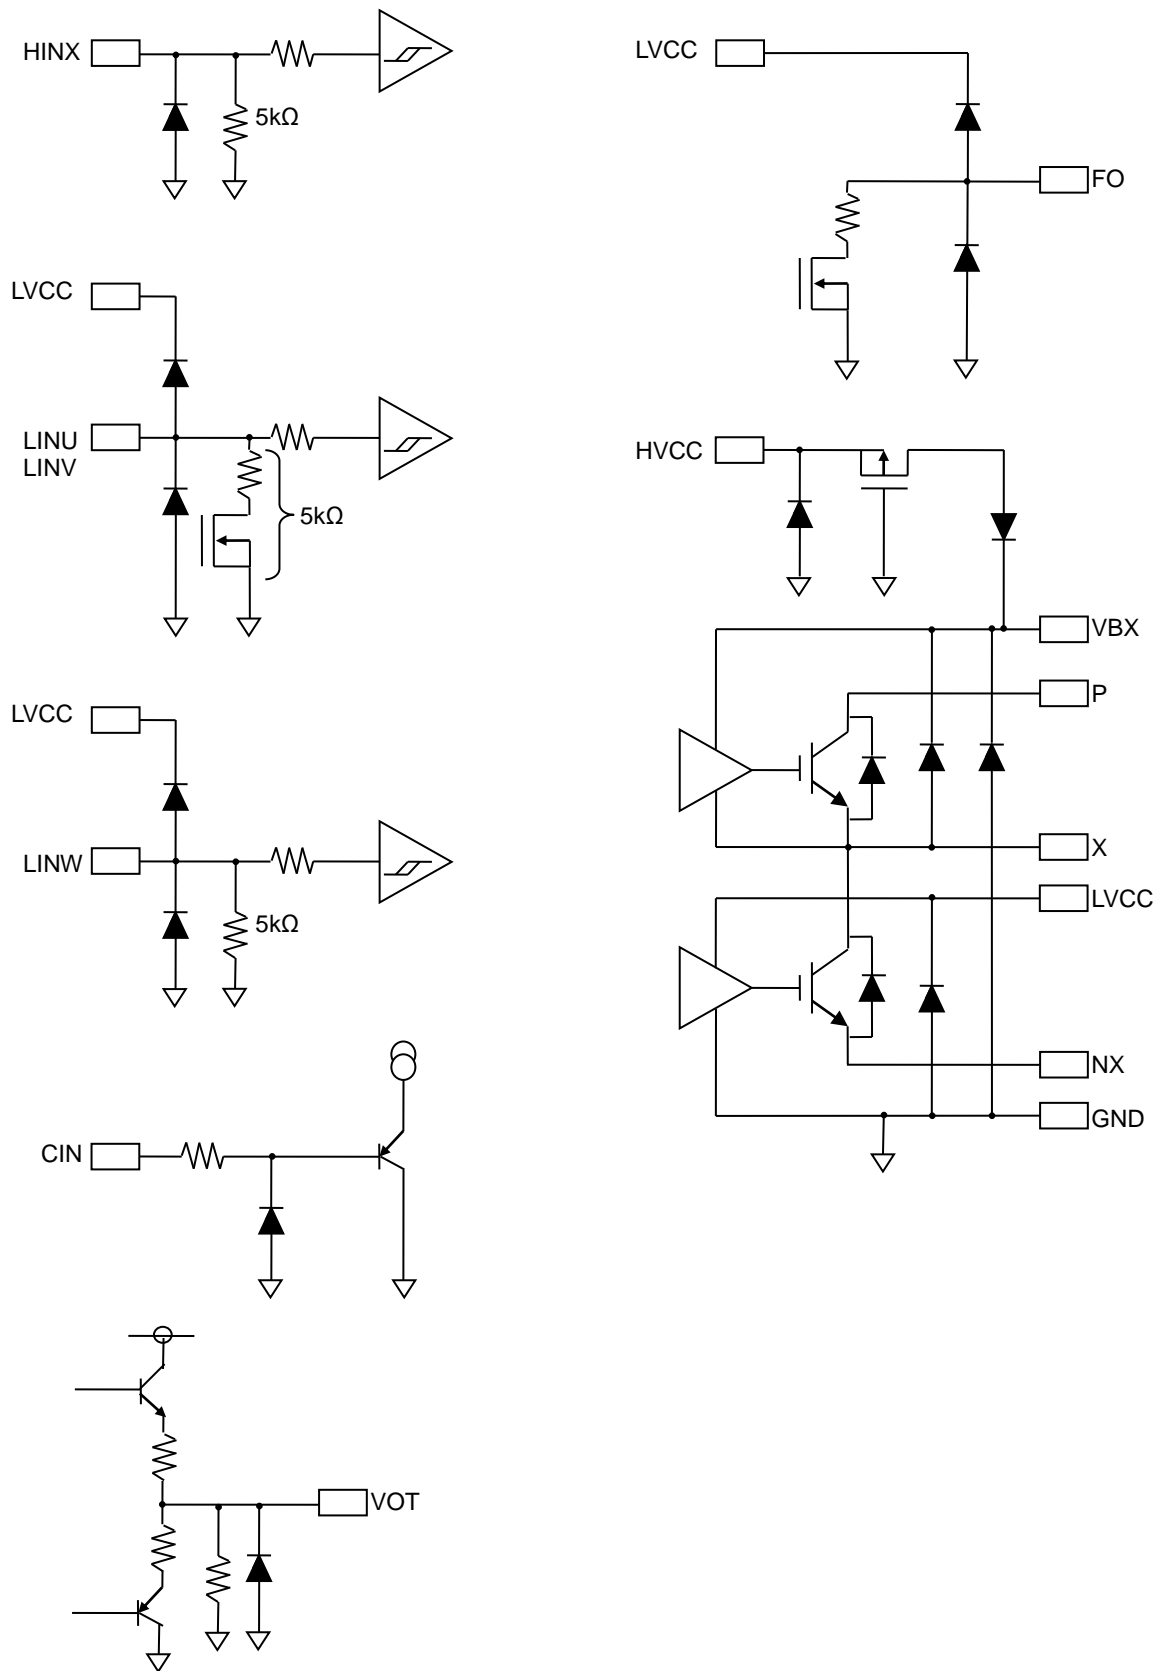 HINX
5kΩ
LVCC
LINU
LINV
5kΩ
LVCC
LINW
5kΩ
CIN
VOT
LVCC
FO
HVCC
VBX
P
X
LVCC
NX
GND